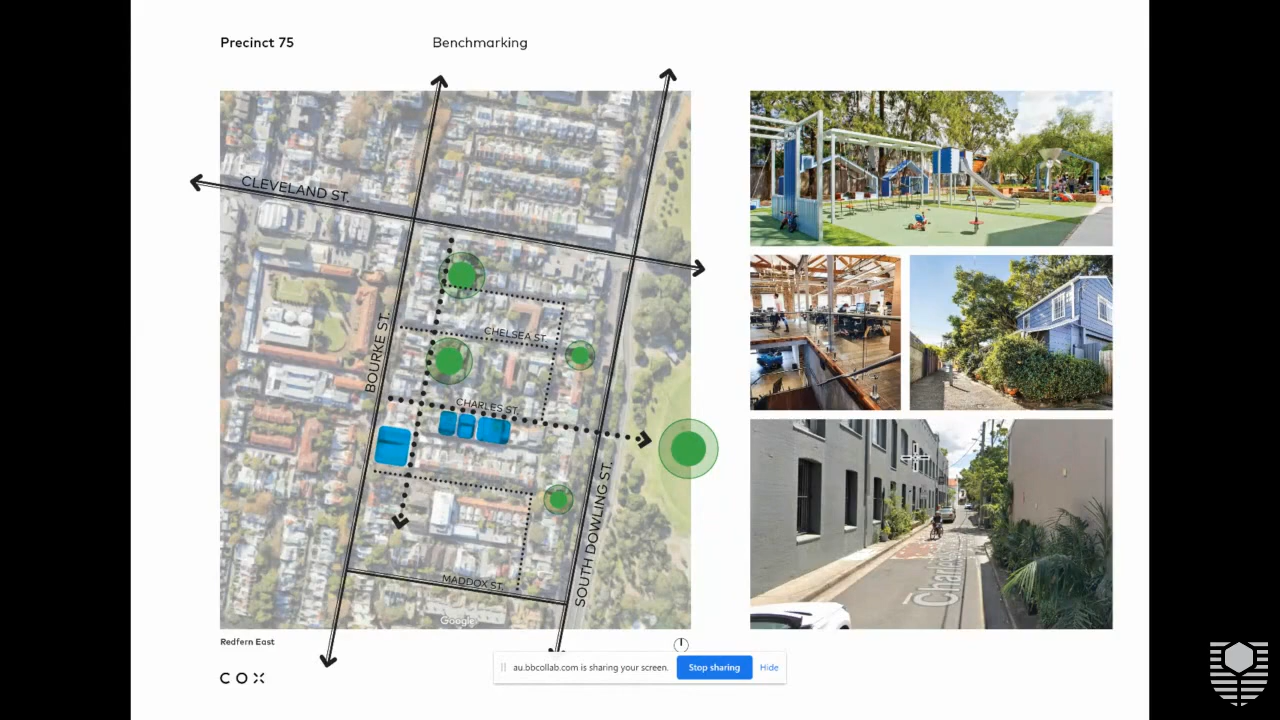 Precinct 75
Benchmarking
CLEVELAND ST.
CHELSEA ST.
BOURKE ST.
CHARLES ST.
SOUTH DOWLING ST.
MADDOX ST.
Google
Redfern East
COX
au.bbcollab.com is sharing your screen.
Stop sharing
Hide